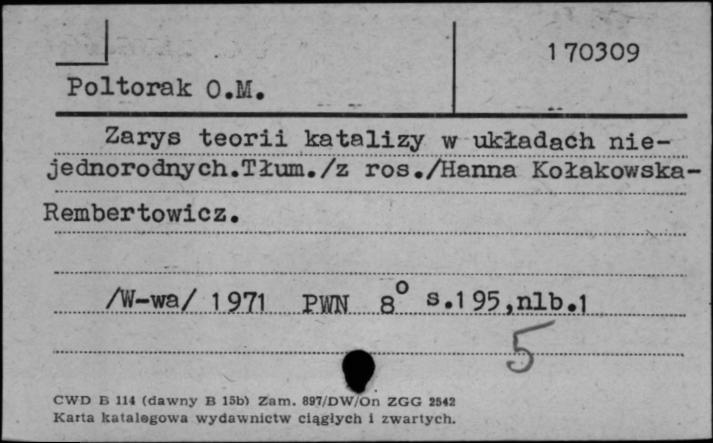 170309
Poltorak O.M.
Zarys teorii katalizy w układach nie-
jednorodnych.Tłum./z ros./Hanna Kołakowska-
Rembertowicz.
/W-wa/ 1971 PWN 8° s.195,nlb.1
5
CWD B 114 (dawny B 15b) Zam. 897/DW/On ZGG 2542
Karta katalogowa wydawnictw ciągłych i zwartych.